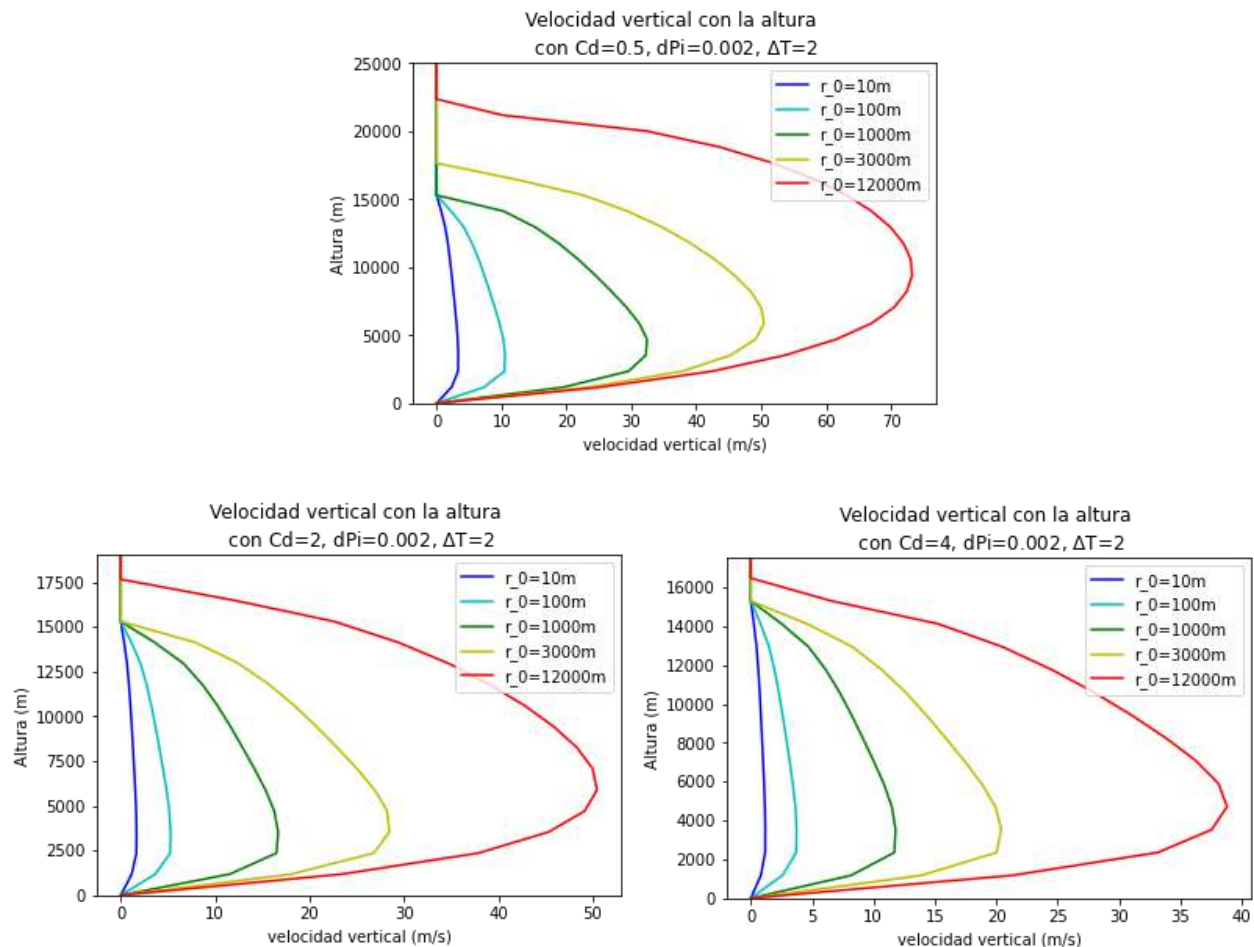 Velocidad vertical con la altura
con Cd=0.5, dPi=0.002, ΔT=2
25000
20000
15000
10000
5000
0
Altura (m)
r_0=10m
r_0=100m
r_0=1000m
r_0=3000m
r_0=12000m
0 10 20 30 40 50 60 70
velocidad vertical (m/s)
Velocidad vertical con la altura
con Cd=2, dPi=0.002, ΔT=2
17500
15000
12500
10000
7500
5000
2500
0
Altura (m)
r_0=10m
r_0=100m
r_0=1000m
r_0=3000m
r_0=12000m
0 10 20 30 40 50
velocidad vertical (m/s)
Velocidad vertical con la altura
con Cd=4, dPi=0.002, ΔT=2
16000
14000
12000
10000
8000
6000
4000
2000
0
Altura (m)
r_0=10m
r_0=100m
r_0=1000m
r_0=3000m
r_0=12000m
0 5 10 15 20 25 30 35 40
velocidad vertical (m/s)